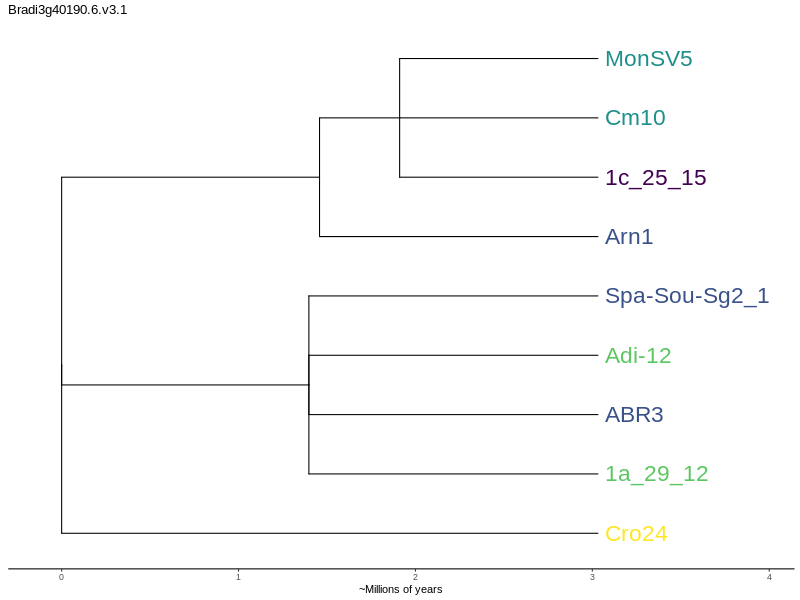 Bradi3g40190.6.v3.1
MonSV5
Cm10
1c_25_15
Arn1
Spa-Sou-Sg2_1
Adi-12
ABR3
1a_29_12
Cro24
0 1 2 3 4
~Millions of years